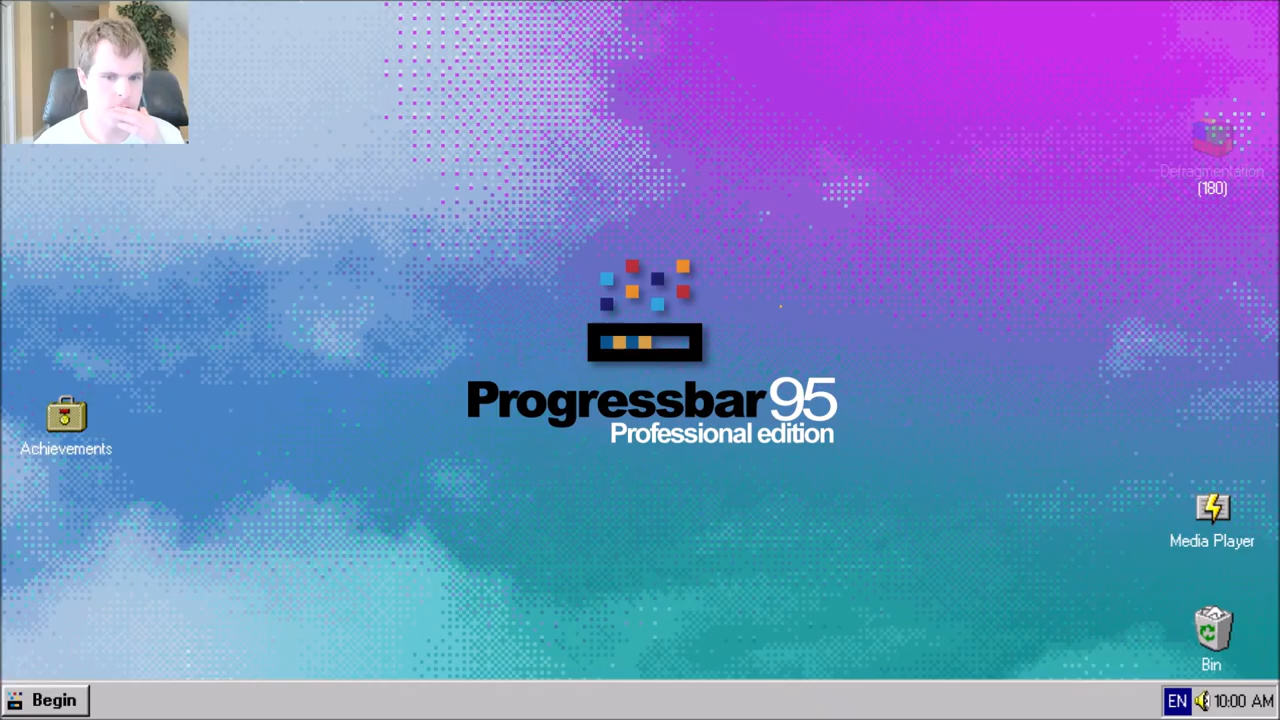 Defragmentation
(180)
Progressbar95
Professional edition
Achievements
Media Player
Bin
Begin
EN
10:00 AM